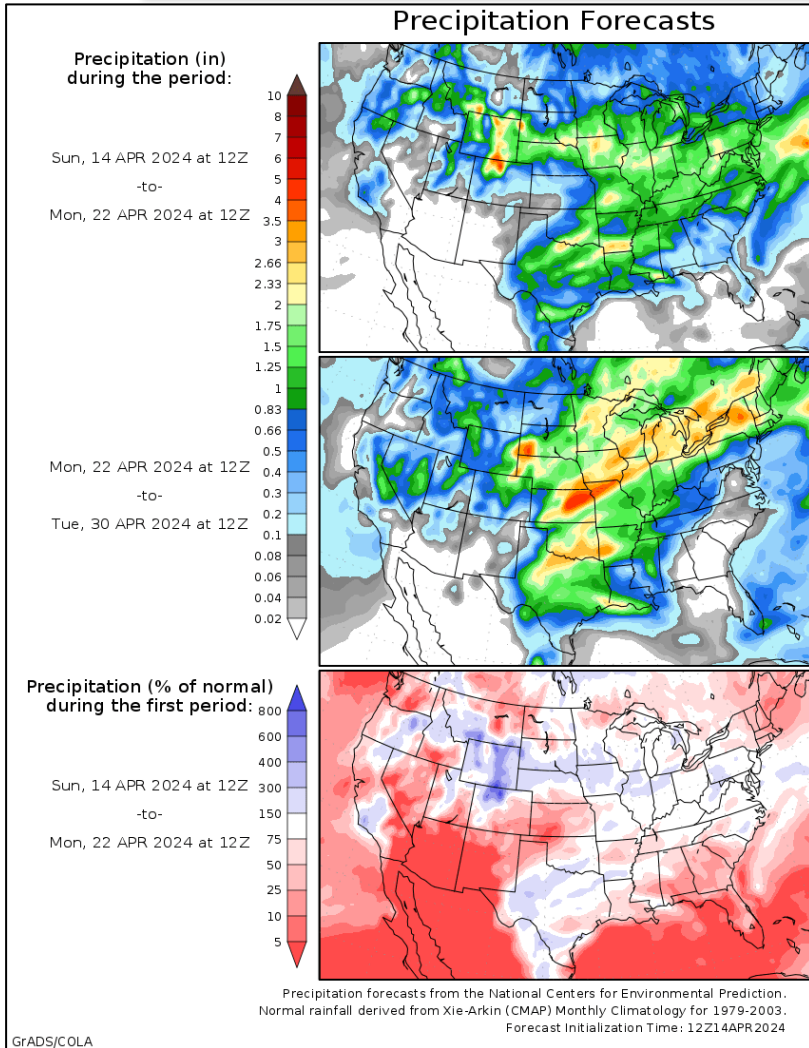 Precipitation Forecasts
Precipitation (in)
during the period:
Sun, 14 APR 2024 at 12Z
-to-
Mon, 22 APR 2024 at 12Z
10
8
7
6
5
4
3.5
3
2.66
2.33
2
1.75
1.5
1.25
1
0.83
0.66
0.5
0.4
0.3
0.2
0.1
0.08
0.06
0.04
0.02
Mon, 22 APR 2024 at 12Z
-to-
Tue, 30 APR 2024 at 12Z
Precipitation (% of normal)
during the first period:
Sun, 14 APR 2024 at 12Z
-to-
Mon, 22 APR 2024 at 12Z
800
600
400
300
150
75
50
25
10
5
Precipitation forecasts from the National Centers for Environmental Prediction.
Normal rainfall derived from Xie-Arkin (CMAP) Monthly Climatology for 1979-2003.
Forecast Initialization Time: 12Z14APR2024
GrADS/COLA